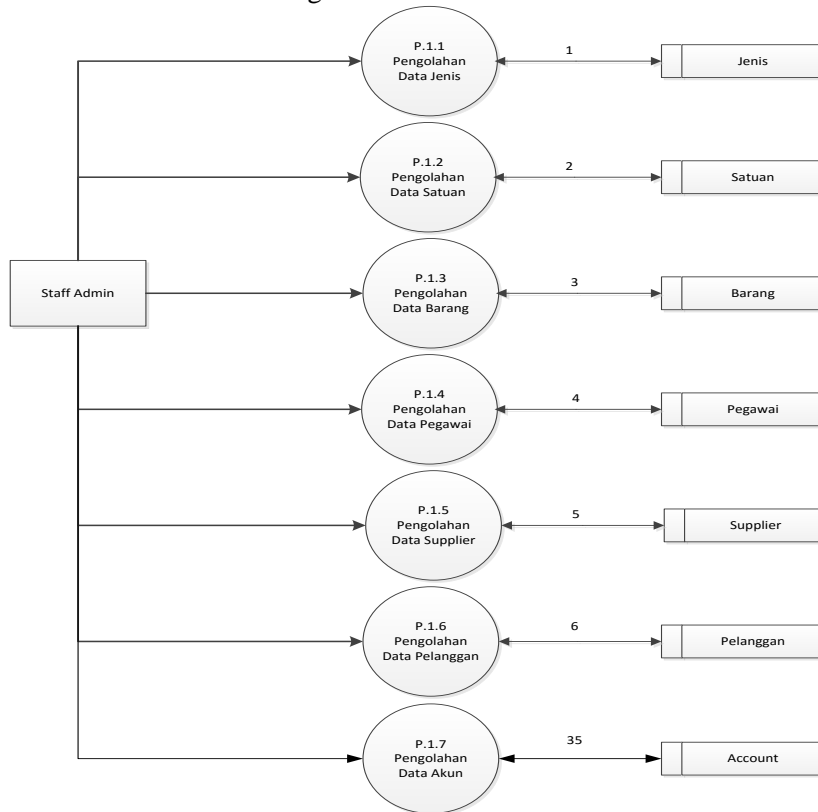 P.1.1
Pengolahan
Data Jenis
1
Jenis
P.1.2
Pengolahan
Data Satuan
2
Satuan
Staff Admin
P.1.3
Pengolahan
Data Barang
3
Barang
P.1.4
Pengolahan
Data Pegawai
4
Pegawai
P.1.5
Pengolahan
Data Supplier
5
Supplier
P.1.6
Pengolahan
Data Pelanggan
6
Pelanggan
P.1.7
Pengolahan
Data Akun
35
Account